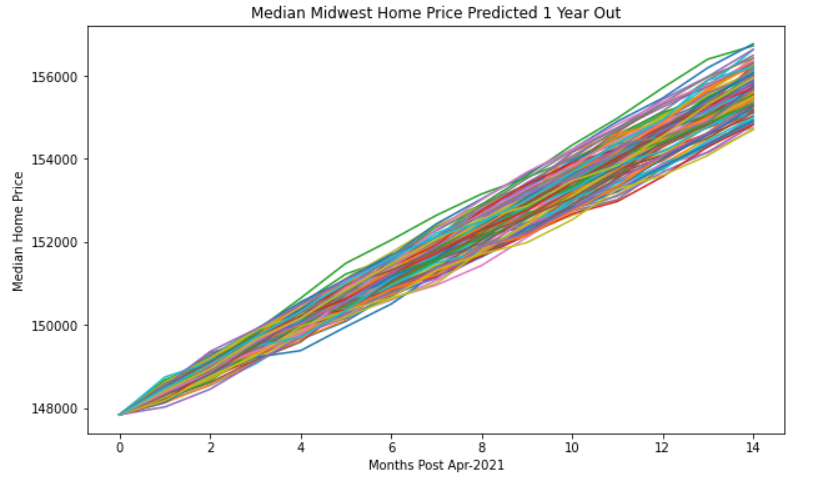 Median Midwest Home Price Predicted 1 Year Out
156000
154000
152000
150000
148000
Median Home Price
0 2 4 6 8 10 12 14
Months Post Apr-2021